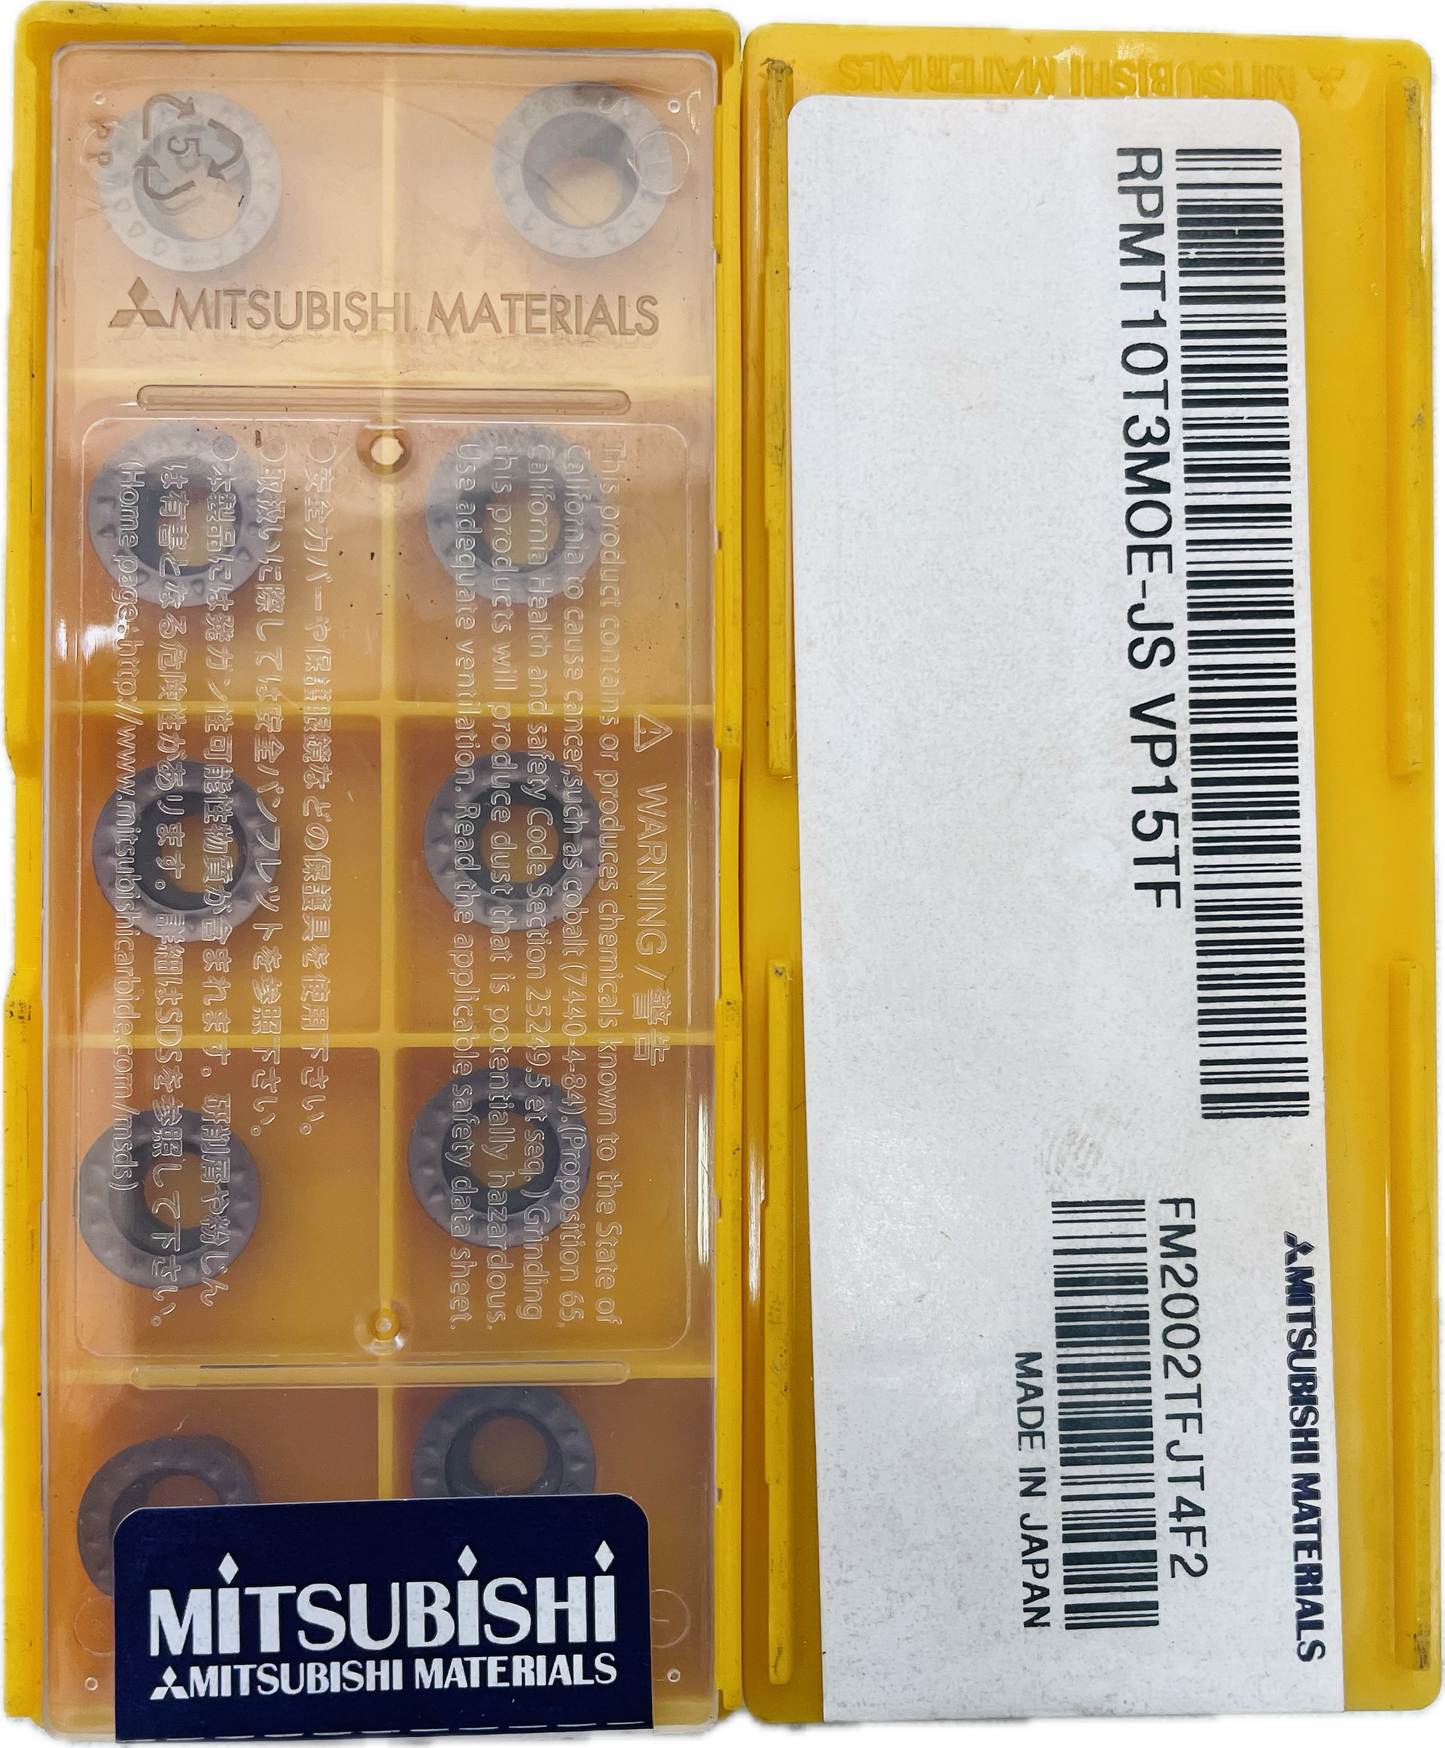 5
PP
MITSUBISHI MATERIALS
⚠ WARNING / 警告
This product contains or produces chemicals known to the State of
California to cause cancer,such as cobalt (7440-4-84).(Proposition 65,
California Health and safety Code Section 25249.5 et seq.)Grinding
this products will produce dust that is potentially hazardous.
Use adequate ventilation. Read the applicable safety data sheet.
●安全カバーや保護眼鏡などの保護具を使用下さい。
●取扱いに際しては安全パンフレットを参照下さい。
●本製品には発ガン性可能性物質が含まれます。研削屑や粉じん
は有害となる危険性があります。詳細はSDSを参照して下さい。
(Home page:http://www.mitsubishicarbide.com/msds)
MITSUBISHI
MITSUBISHI MATERIALS
MITSUBISHI MATERIALS
RPMT10T3M0E-JS VP15TF
FM2002TFJT4F2
MADE IN JAPAN
MITSUBISHI MATERIALS